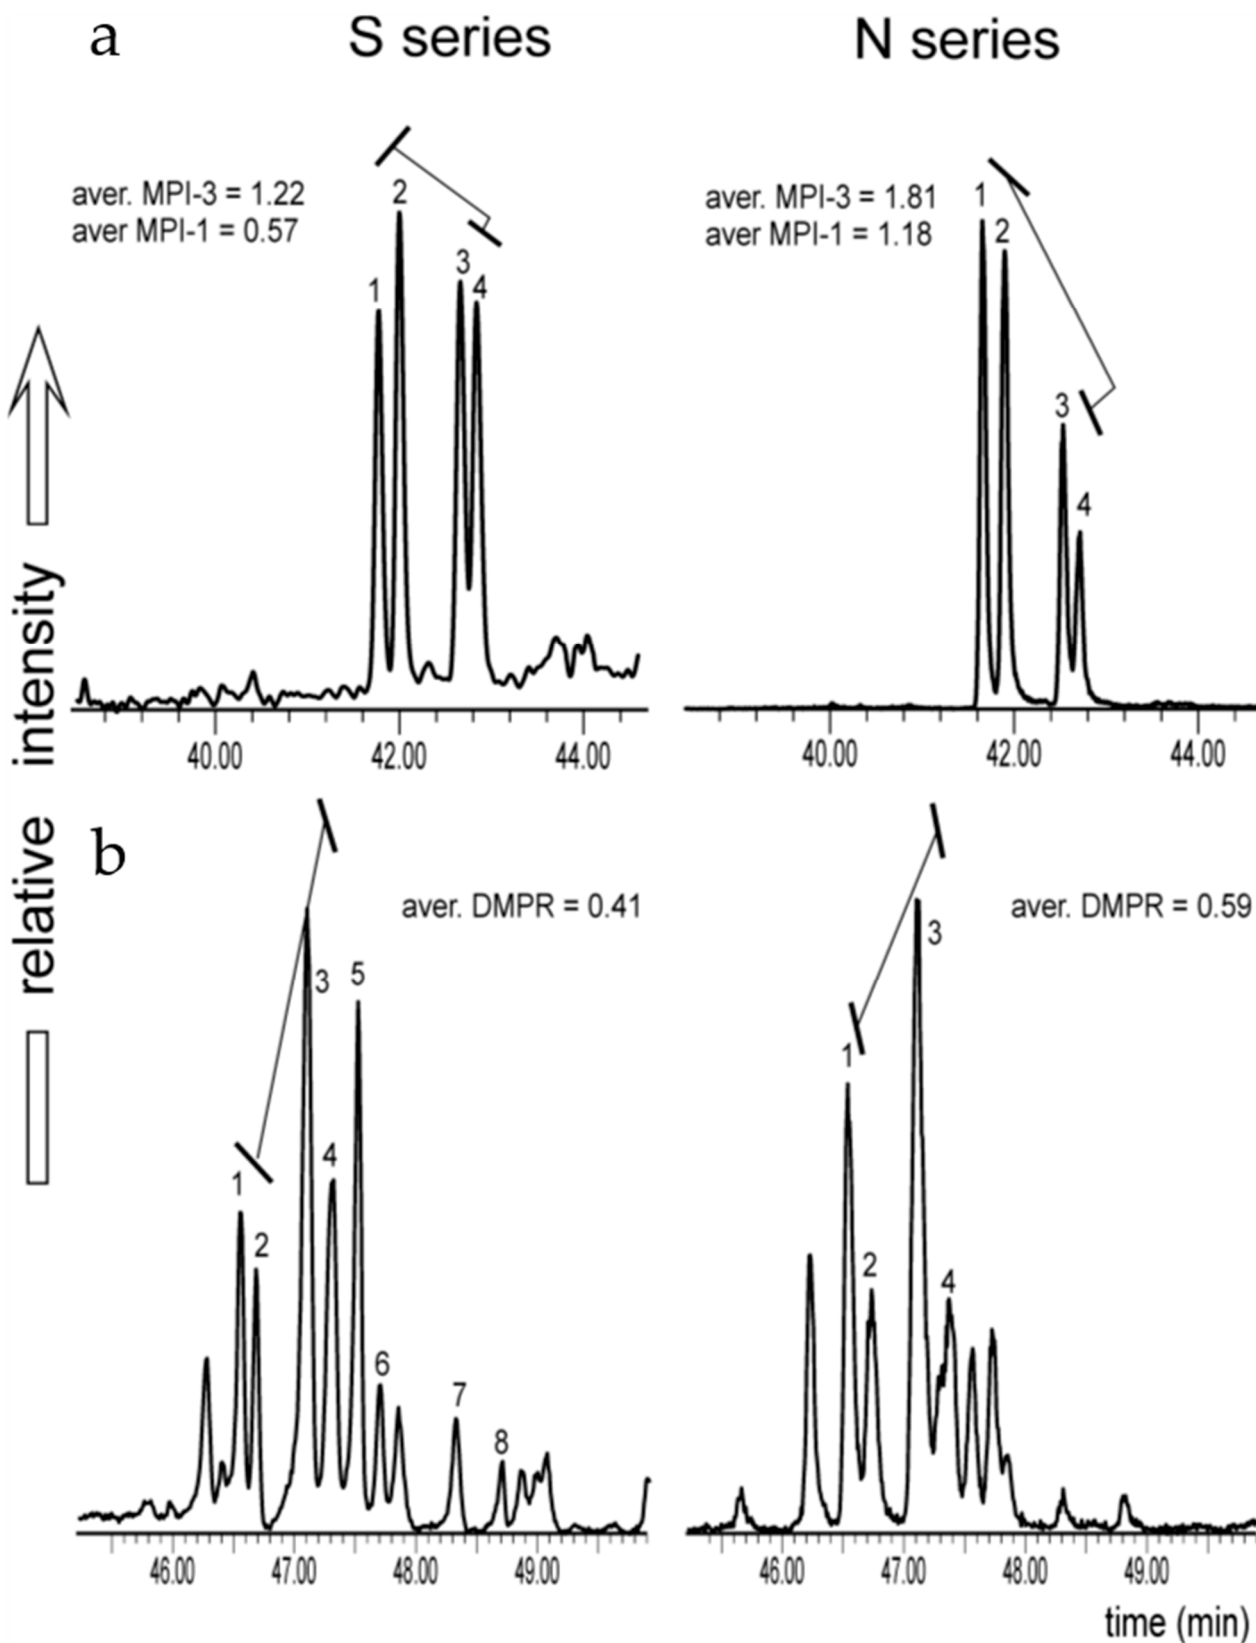 a
S series
N series
aver. MPI-3 = 1.22
aver MPI-1 = 0.57
1
2
3
4
aver. MPI-3 = 1.81
aver MPI-1 = 1.18
1
2
3
4
40.00
42.00
44.00
40.00
42.00
44.00
relative intensity
b
aver. DMPR = 0.41
1
2
3
4
5
6
7
8
aver. DMPR = 0.59
1
2
3
4
46.00
47.00
48.00
49.00
46.00
47.00
48.00
49.00
time (min)